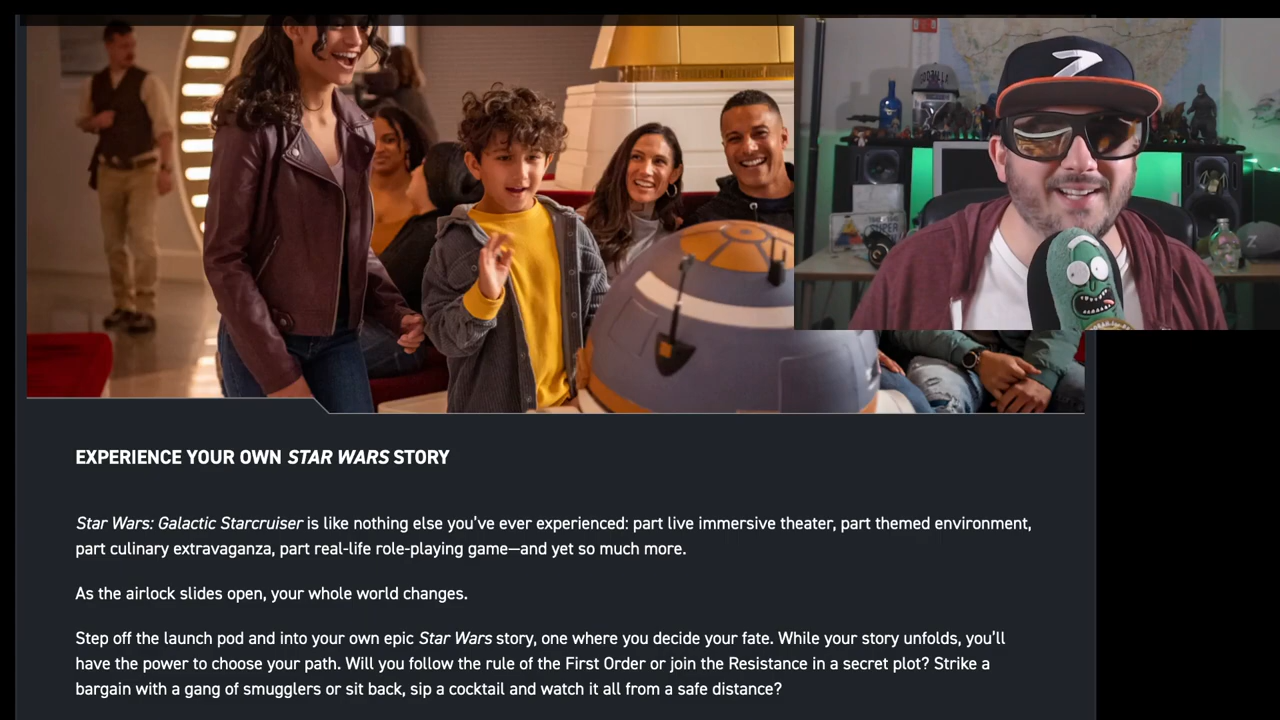 EXPERIENCE YOUR OWN STAR WARS STORY
Star Wars: Galactic Starcruiser is like nothing else you’ve ever experienced: part live immersive theater, part themed environment,
part culinary extravaganza, part real-life role-playing game—and yet so much more.
As the airlock slides open, your whole world changes.
Step off the launch pod and into your own epic Star Wars story, one where you decide your fate. While your story unfolds, you’ll
have the power to choose your path. Will you follow the rule of the First Order or join the Resistance in a secret plot? Strike a
bargain with a gang of smugglers or sit back, sip a cocktail and watch it all from a safe distance?